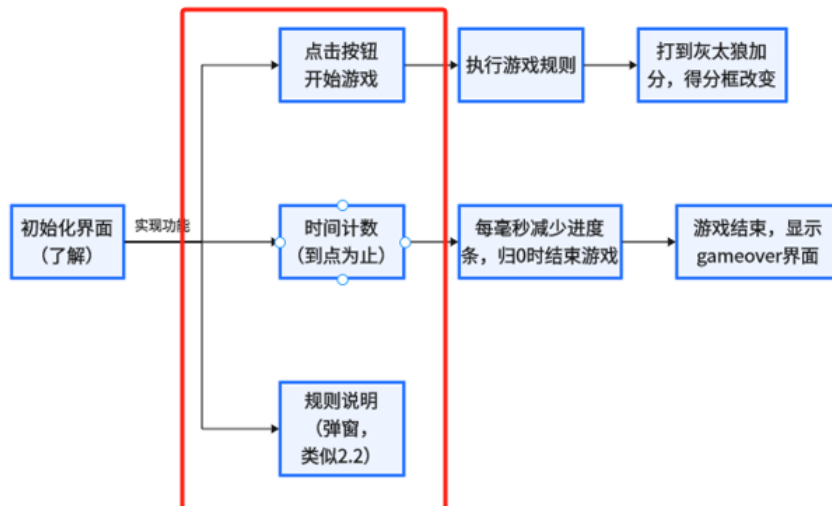 点击按钮
开始游戏
执行游戏规则
打到灰太狼加
分，得分框改变
初始化界面
（了解）
实现功能
时间计数
（到点为止）
每毫秒减少进度
条，归0时结束游戏
游戏结束，显示
gameover界面
规则说明
（弹窗，
类似2.2）